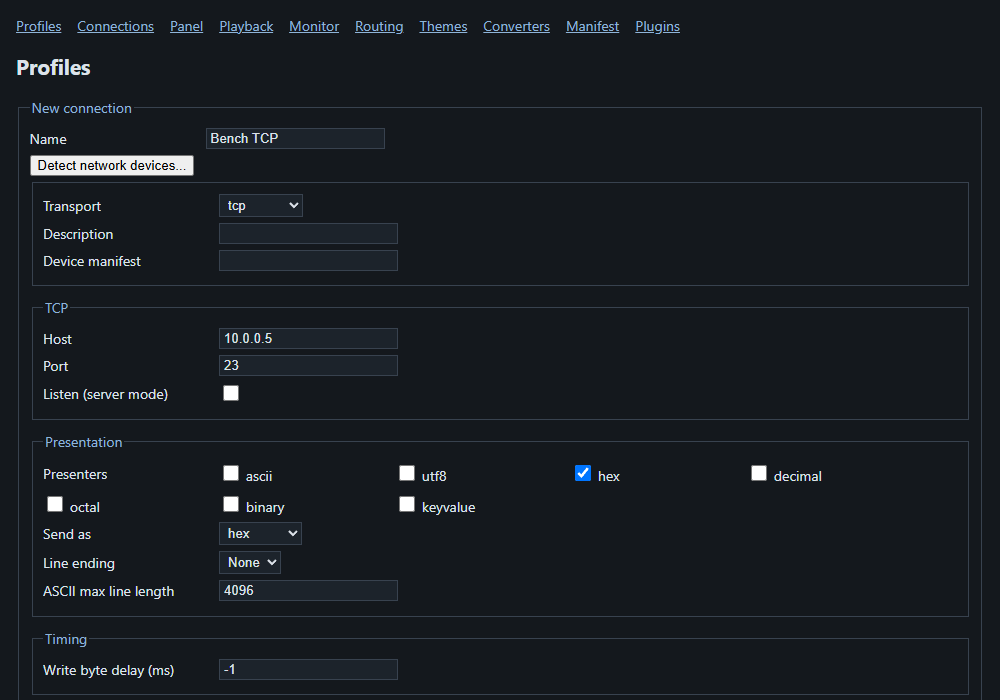 Profiles Connections Panel Playback Monitor Routing Themes Converters Manifest Plugins
Profiles
New connection
Name Bench TCP
Detect network devices...
Transport tcp
Description
Device manifest
TCP
Host 10.0.0.5
Port 23
Listen (server mode)
Presentation
Presenters ascii utf8 hex decimal
octal binary keyvalue
Send as hex
Line ending None
ASCII max line length 4096
Timing
Write byte delay (ms) -1